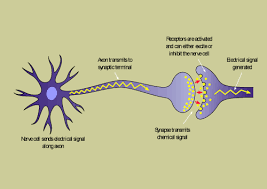 Receptors are activated
and can either excite or
inhibit the nerve cell
Axon transmits to
synaptic terminal
Electrical signal
generated
Nerve cell sends electrical signal
along axon
Synapse transmits
chemical signal